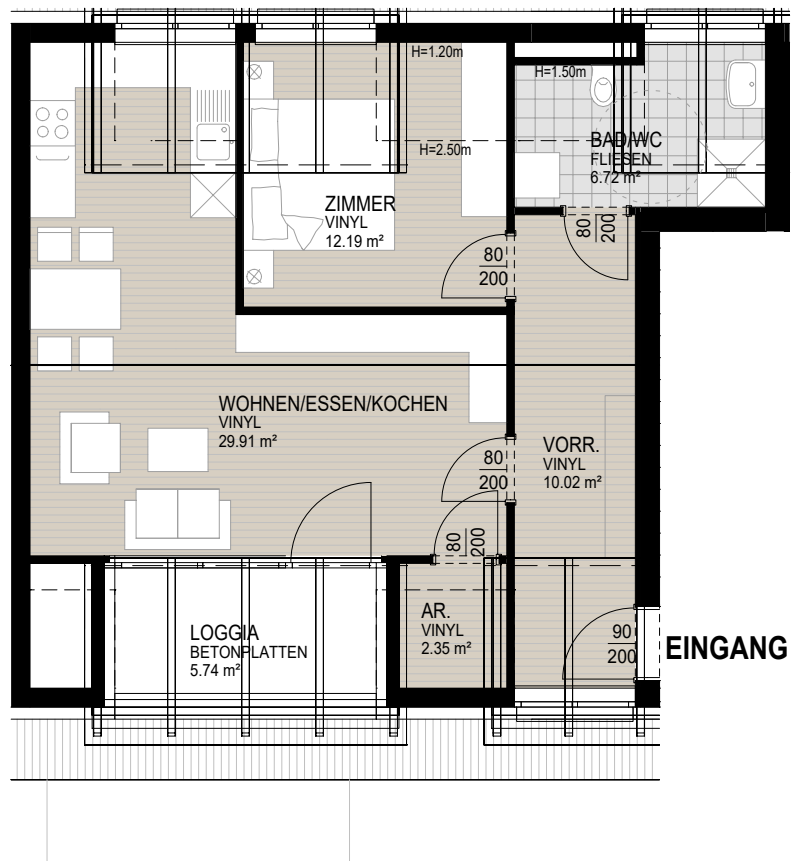 H=1.20m
H=1.50m
H=2.50m
BAD/WC
FLIESEN
6.72 m²
ZIMMER
VINYL
12.19 m²
80
200
80
200
WOHNEN/ESSEN/KOCHEN
VINYL
29.91 m²
80
200
VORR.
VINYL
10.02 m²
80
200
LOGGIA
BETONPLATTEN
5.74 m²
AR.
VINYL
2.35 m²
90
200
EINGANG